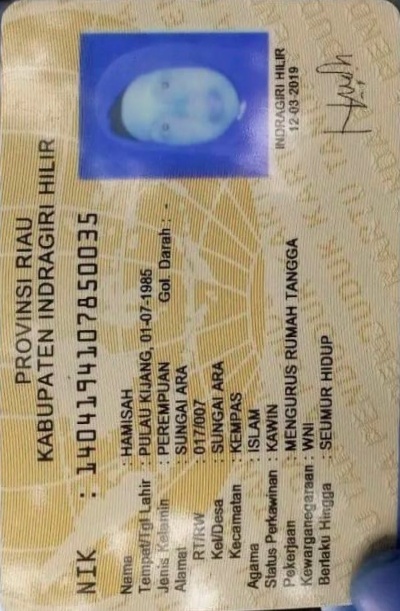 PROVINSI RIAU
KABUPATEN INDRAGIRI HILIR
NIK : 1404194107850035
Nama : HAMISAH
Tempat/Tgl Lahir : PULAU KIJANG, 01-07-1985
Jenis Kelamin : PEREMPUAN Gol. Darah : -
Alamat : SUNGAI ARA
RT/RW : 017/007
Kel/Desa : SUNGAI ARA
Kecamatan : KEMPAS
Agama : ISLAM
Status Perkawinan : KAWIN
Pekerjaan : MENGURUS RUMAH TANGGA
Kewarganegaraan : WNI
Berlaku Hingga : SEUMUR HIDUP
INDRAGIRI HILIR
12-03-2019